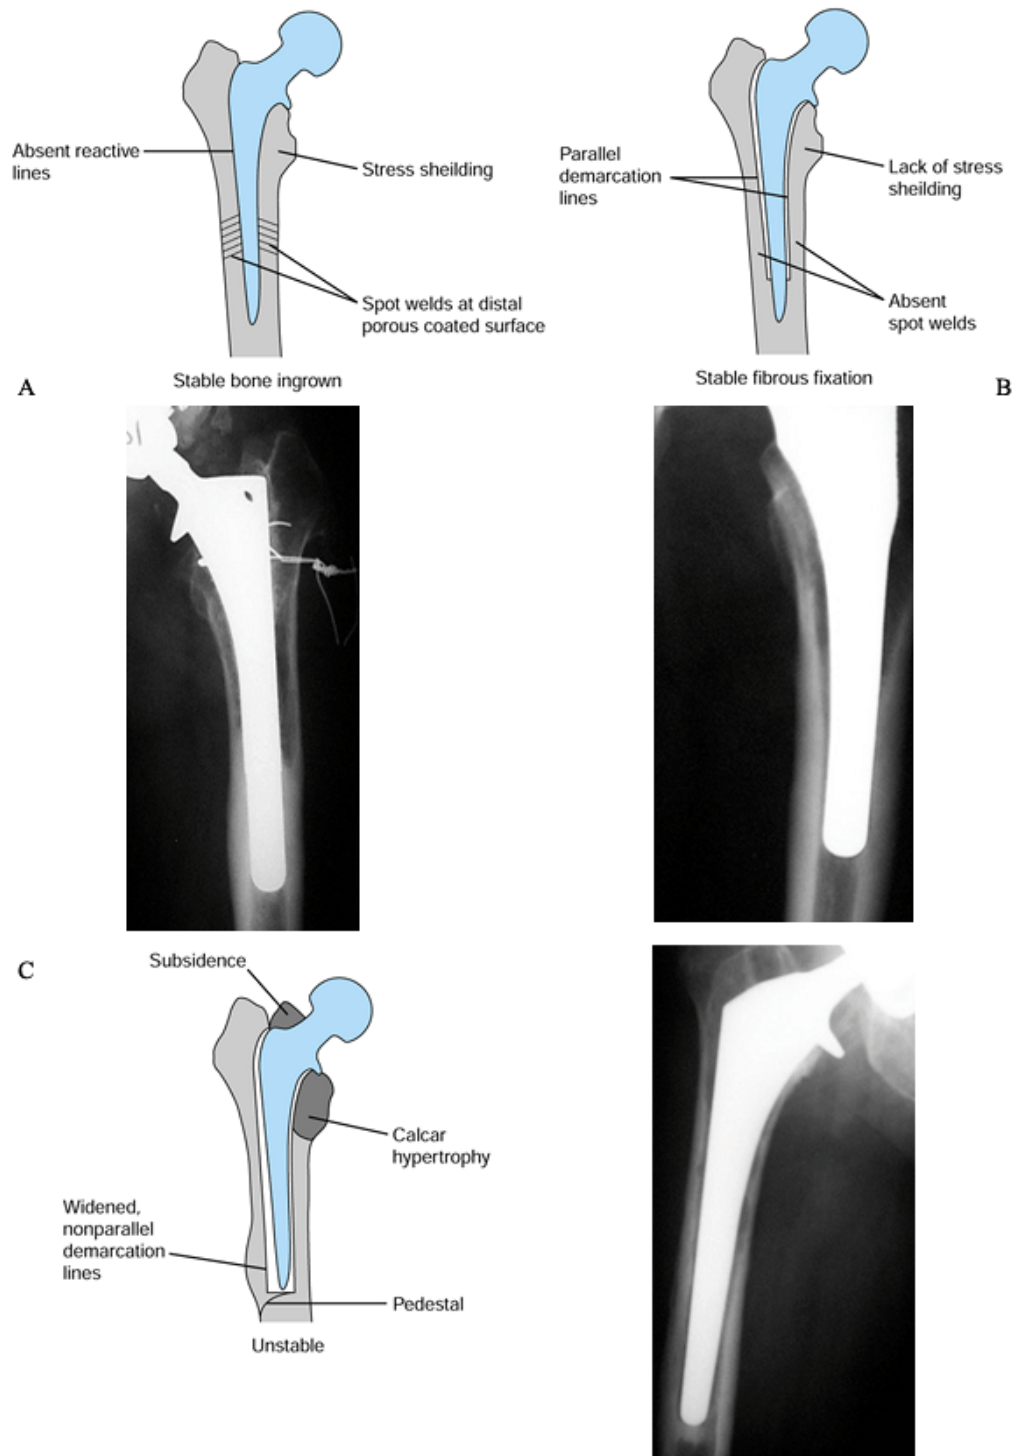 Absent reactive
lines
Stress sheilding
Spot welds at distal
porous coated surface
Stable bone ingrown
A
Parallel
demarcation
lines
Lack of stress
sheilding
Absent
spot welds
Stable fibrous fixation
B
C
Subsidence
Calcar
hypertrophy
Widened,
nonparallel
demarcation
lines
Pedestal
Unstable